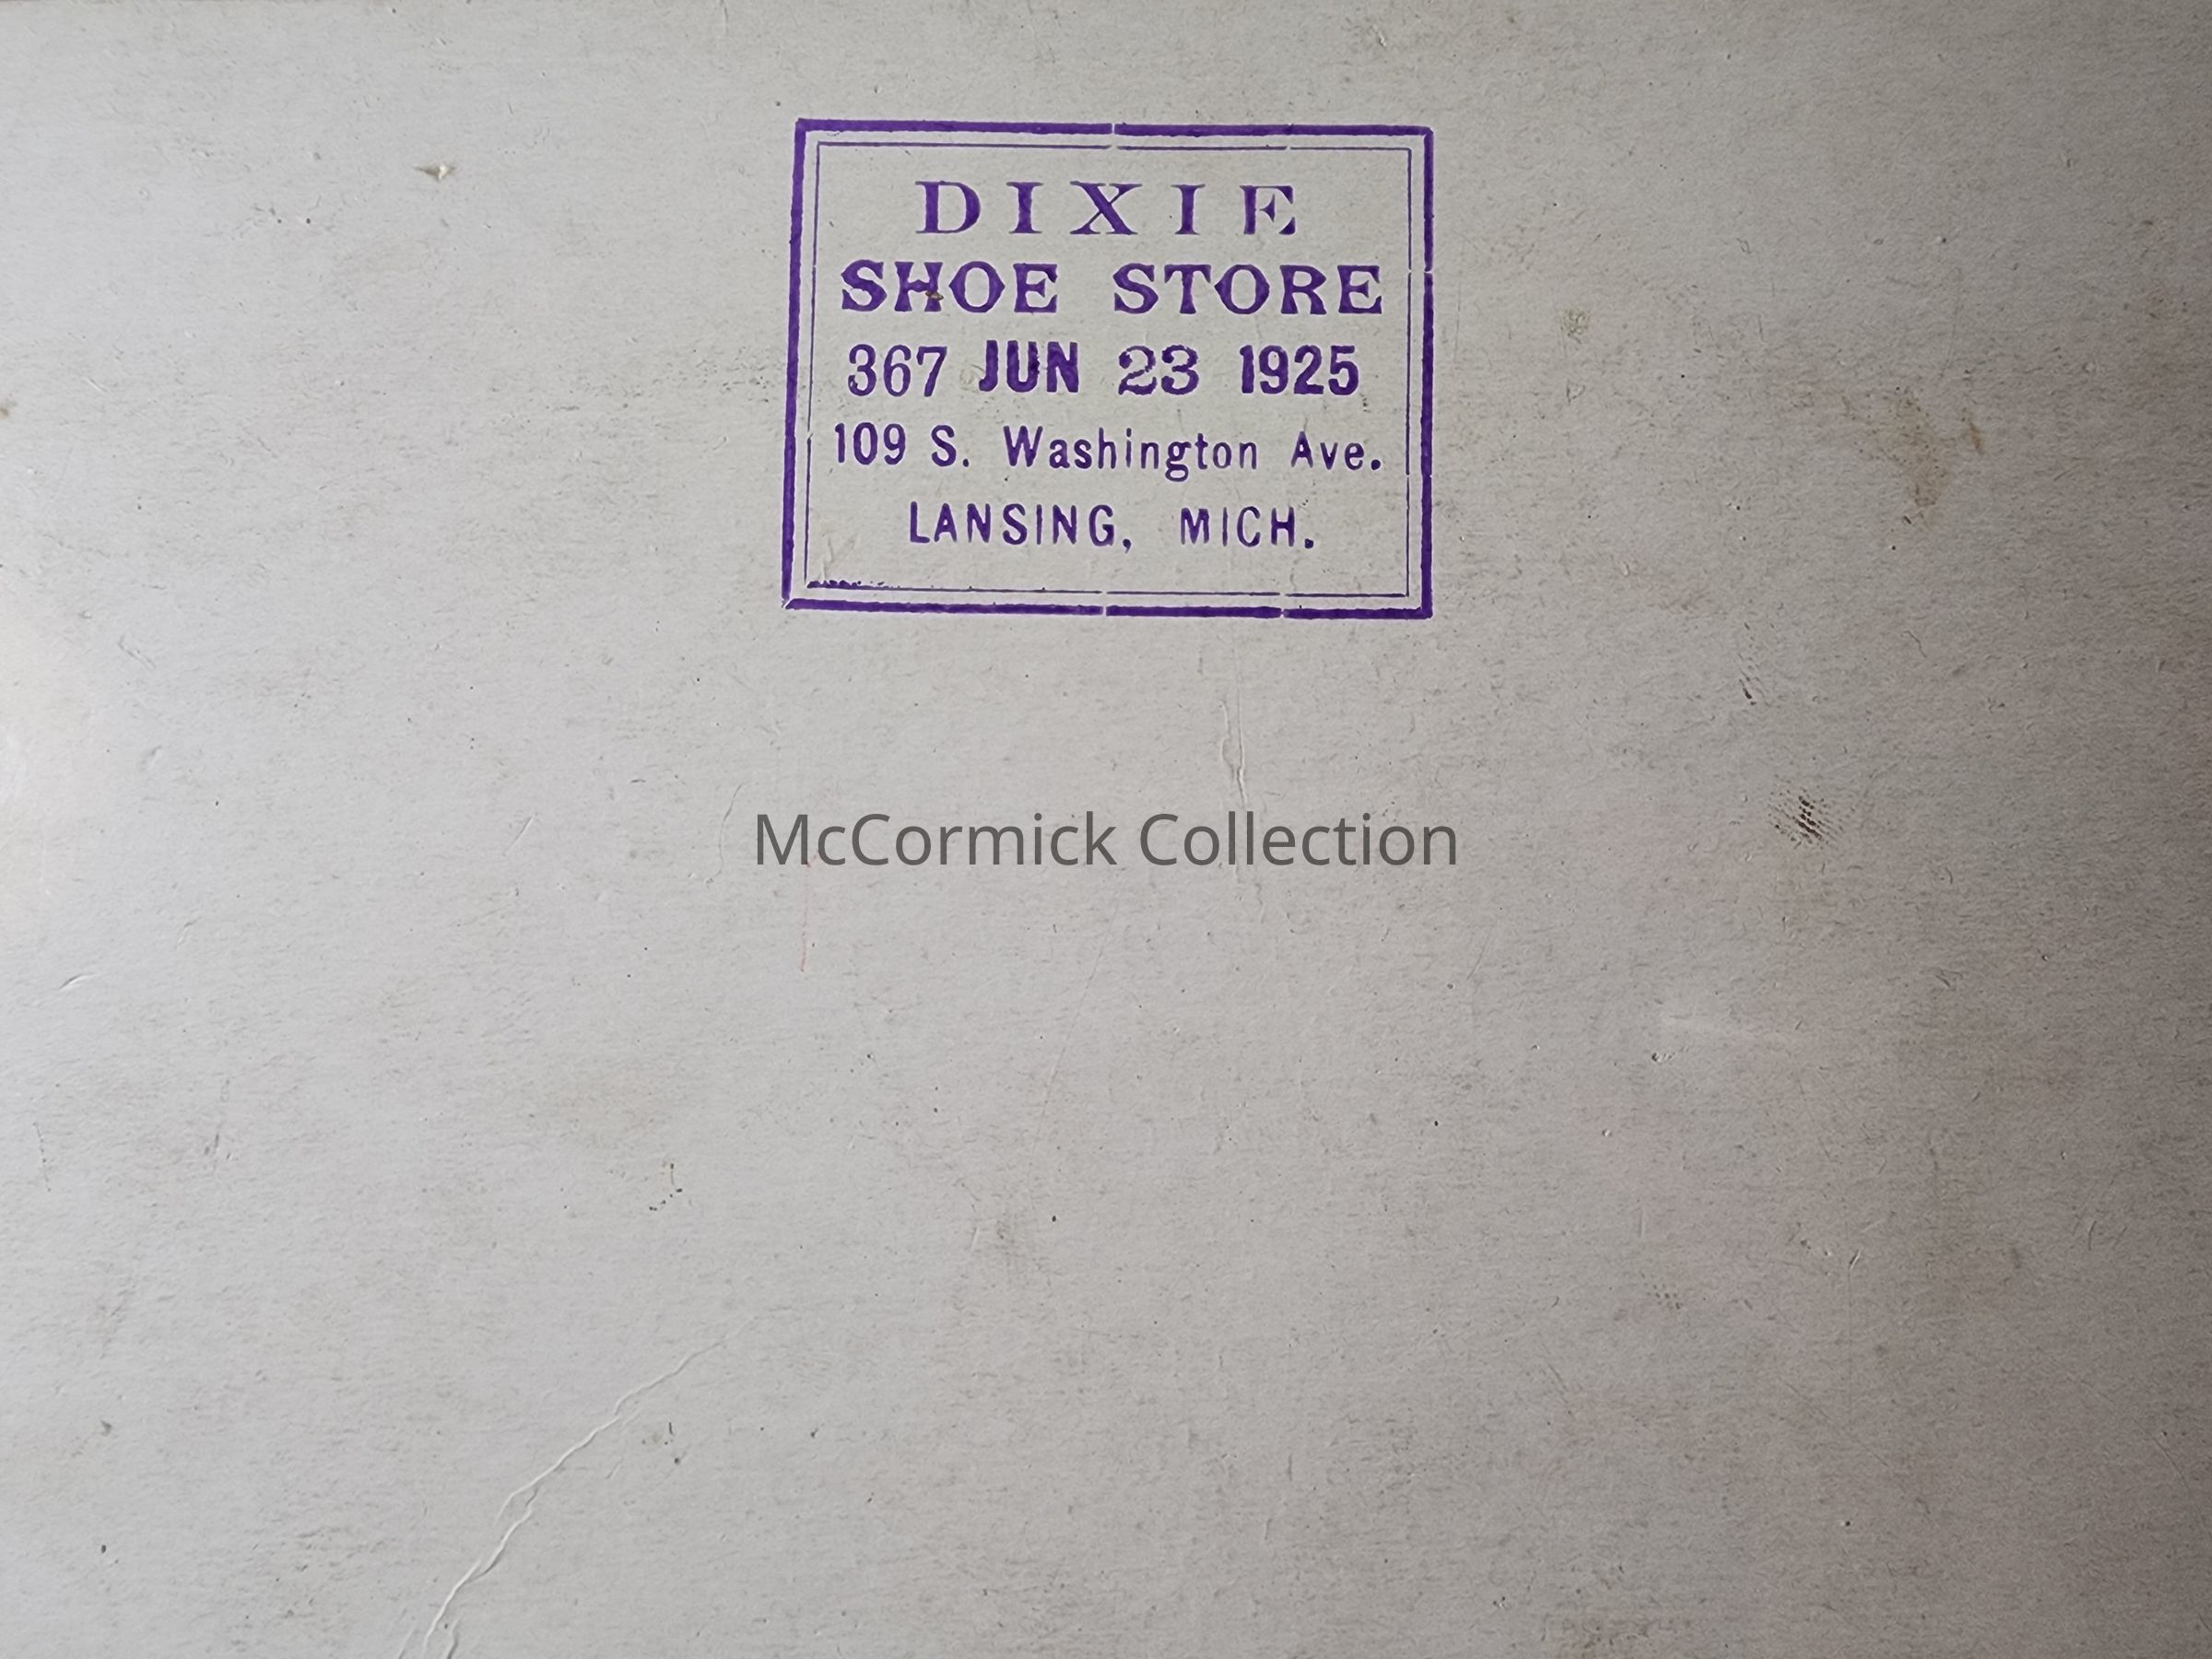 DIXIE
SHOE STORE
367 JUN 23 1925
109 S. Washington Ave.
LANSING, MICH.
McCormick Collection